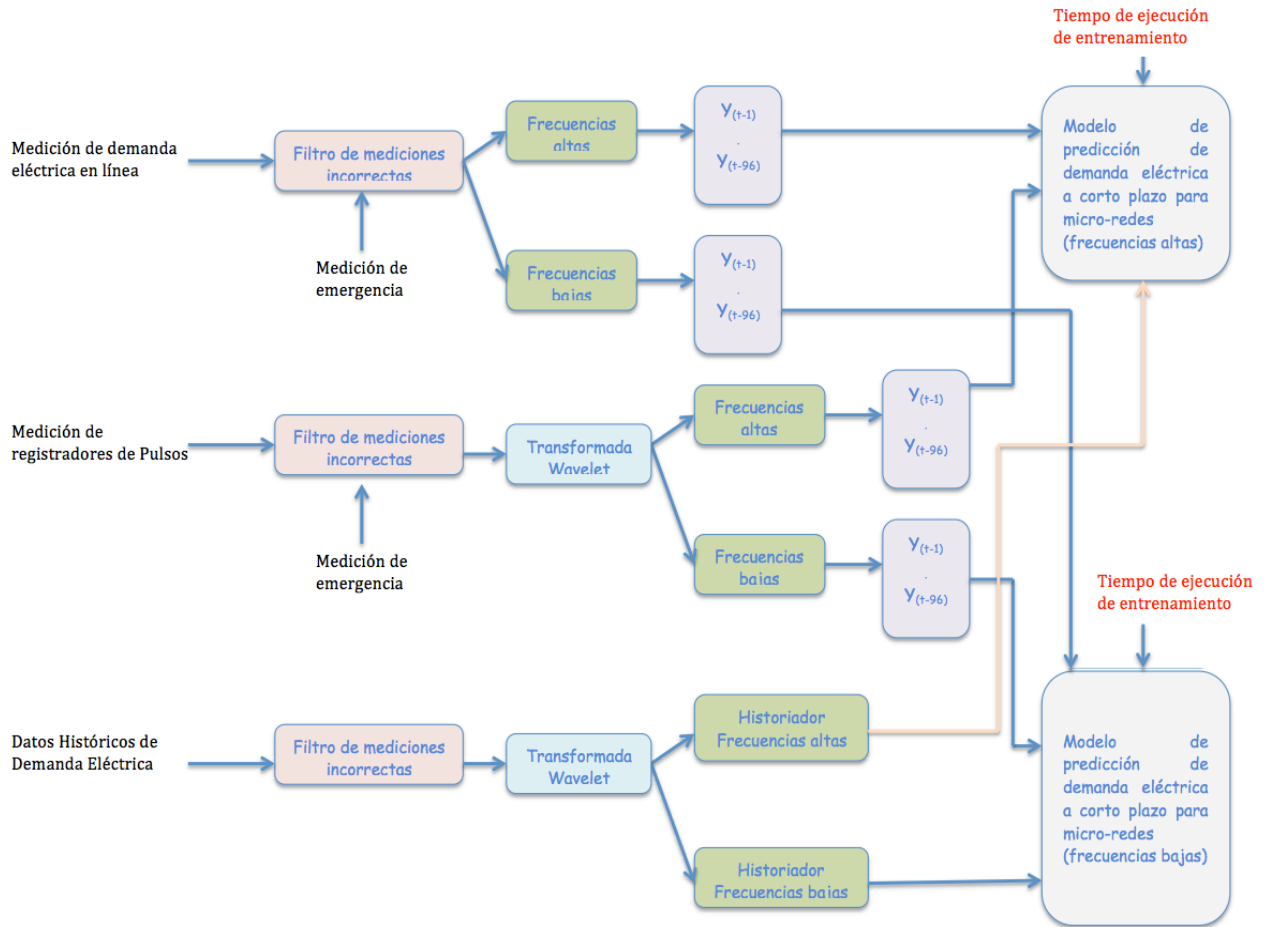 Tiempo de ejecución
de entrenamiento
Medición de demanda
eléctrica en línea
Filtro de mediciones
incorrectas
Medición de
emergencia
Frecuencias
altas
Y(t-1)
.
Y(t-96)
Frecuencias
bajas
Y(t-1)
.
Y(t-96)
Modelo de
predicción de
demanda eléctrica
a corto plazo para
micro-redes
(frecuencias altas)
Medición de
registradores de Pulsos
Filtro de mediciones
incorrectas
Medición de
emergencia
Transformada
Wavelet
Frecuencias
altas
Y(t-1)
.
Y(t-96)
Frecuencias
bajas
Y(t-1)
.
Y(t-96)
Tiempo de ejecución
de entrenamiento
Datos Históricos de
Demanda Eléctrica
Filtro de mediciones
incorrectas
Transformada
Wavelet
Historiador
Frecuencias altas
Historiador
Frecuencias bajas
Modelo de
predicción de
demanda eléctrica
a corto plazo para
micro-redes
(frecuencias bajas)